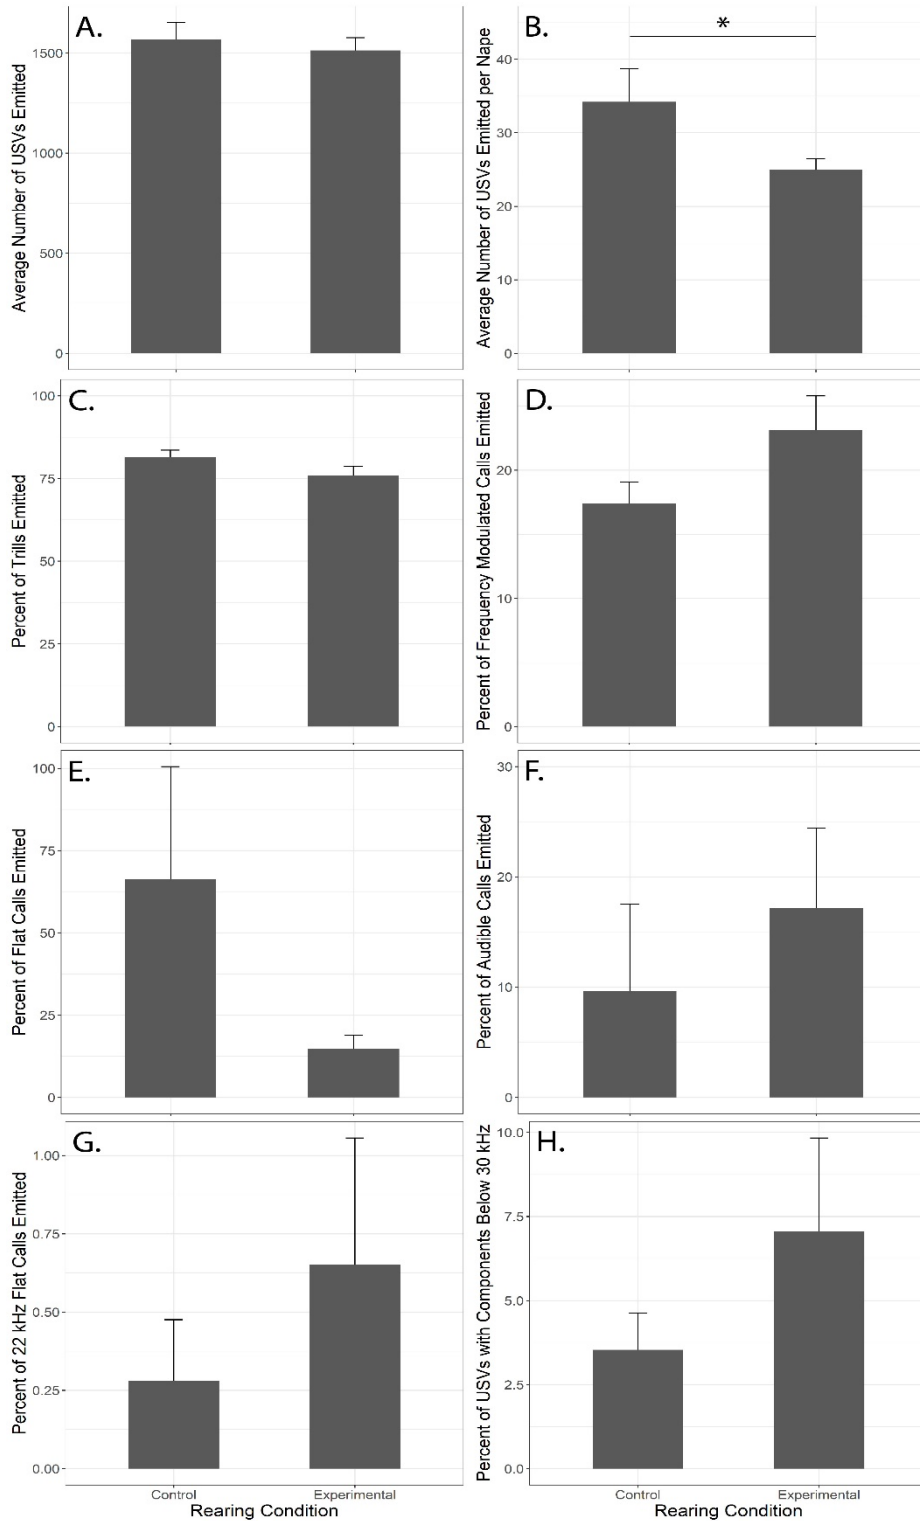 A.
Average Number of USVs Emitted
1500
1000
500
0
B.
*
Average Number of USVs Emitted per Nape
40
30
20
10
0
C.
Percent of Trills Emitted
100
75
50
25
0
D.
Percent of Frequency Modulated Calls Emitted
20
10
0
E.
Percent of Flat Calls Emitted
100
75
50
25
0
F.
Percent of Audible Calls Emitted
30
20
10
0
G.
Percent of 22 kHz Flat Calls Emitted
1.00
0.75
0.50
0.25
0.00
Control Experimental
Rearing Condition
H.
Percent of USVs with Components Below 30 kHz
10.0
7.5
5.0
2.5
0.0
Control Experimental
Rearing Condition